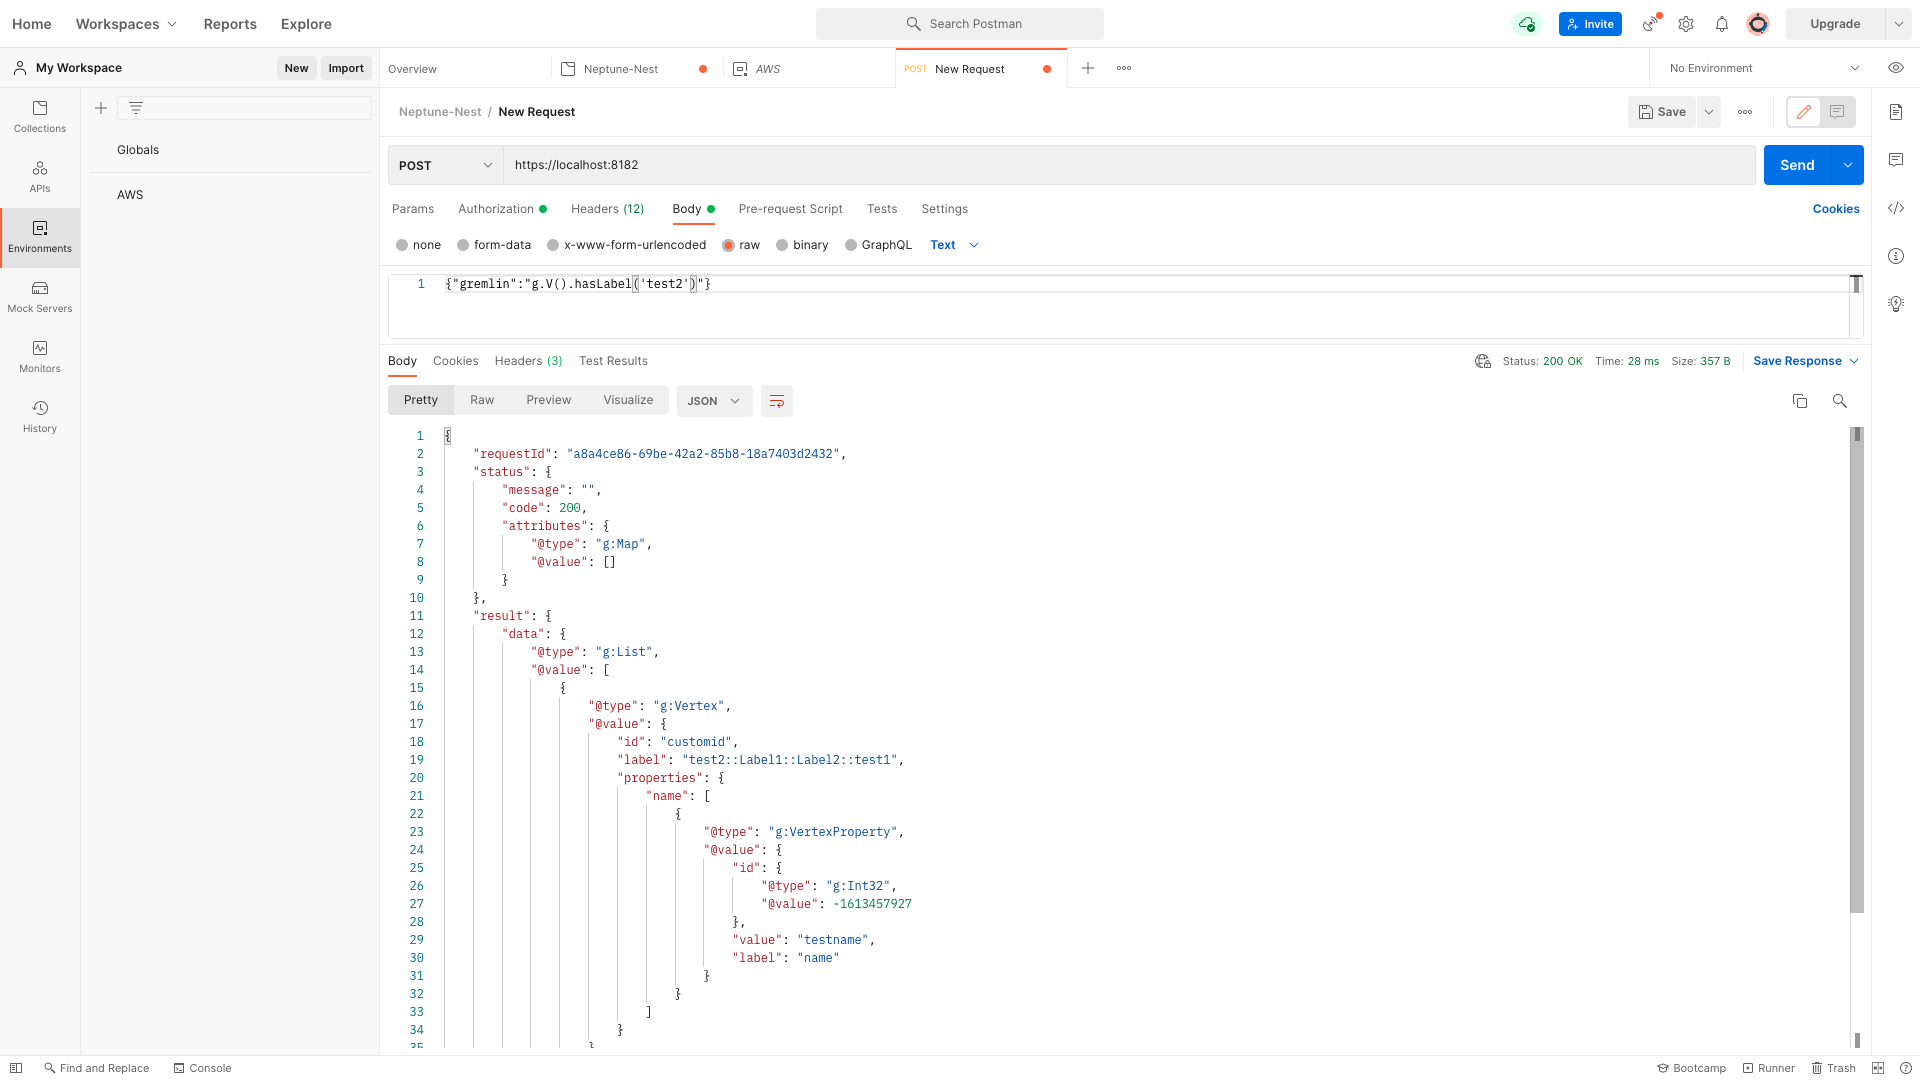 Home Workspaces Reports Explore Search Postman Invite Upgrade
My Workspace New Import Overview Neptune-Nest AWS POST New Request No Environment
Collections
Globals
APIs
AWS
Environments
Mock Servers
Monitors
History
Neptune-Nest / New Request Save
POST https://localhost:8182 Send
Params Authorization Headers (12) Body Pre-request Script Tests Settings Cookies
none form-data x-www-form-urlencoded raw binary GraphQL Text
1 {"gremlin":"g.V().hasLabel('test2')"}
Body Cookies Headers (3) Test Results Status: 200 OK Time: 28 ms Size: 357 B Save Response
Pretty Raw Preview Visualize JSON
1 {
2 "requestId": "a8a4ce86-69be-42a2-85b8-18a7403d2432",
3 "status": {
4 "message": "",
5 "code": 200,
6 "attributes": {
7 "@type": "g:Map",
8 "@value": []
9 }
10 },
11 "result": {
12 "data": {
13 "@type": "g:List",
14 "@value": [
15 {
16 "@type": "g:Vertex",
17 "@value": {
18 "id": "customid",
19 "label": "test2::Label1::Label2::test1",
20 "properties": {
21 "name": [
22 {
23 "@type": "g:VertexProperty",
24 "@value": {
25 "id": {
26 "@type": "g:Int32",
27 "@value": -1613457927
28 },
29 "value": "testname",
30 "label": "name"
31 }
32 }
33 ]
34 }
35 }
Find and Replace Console Bootcamp Runner Trash